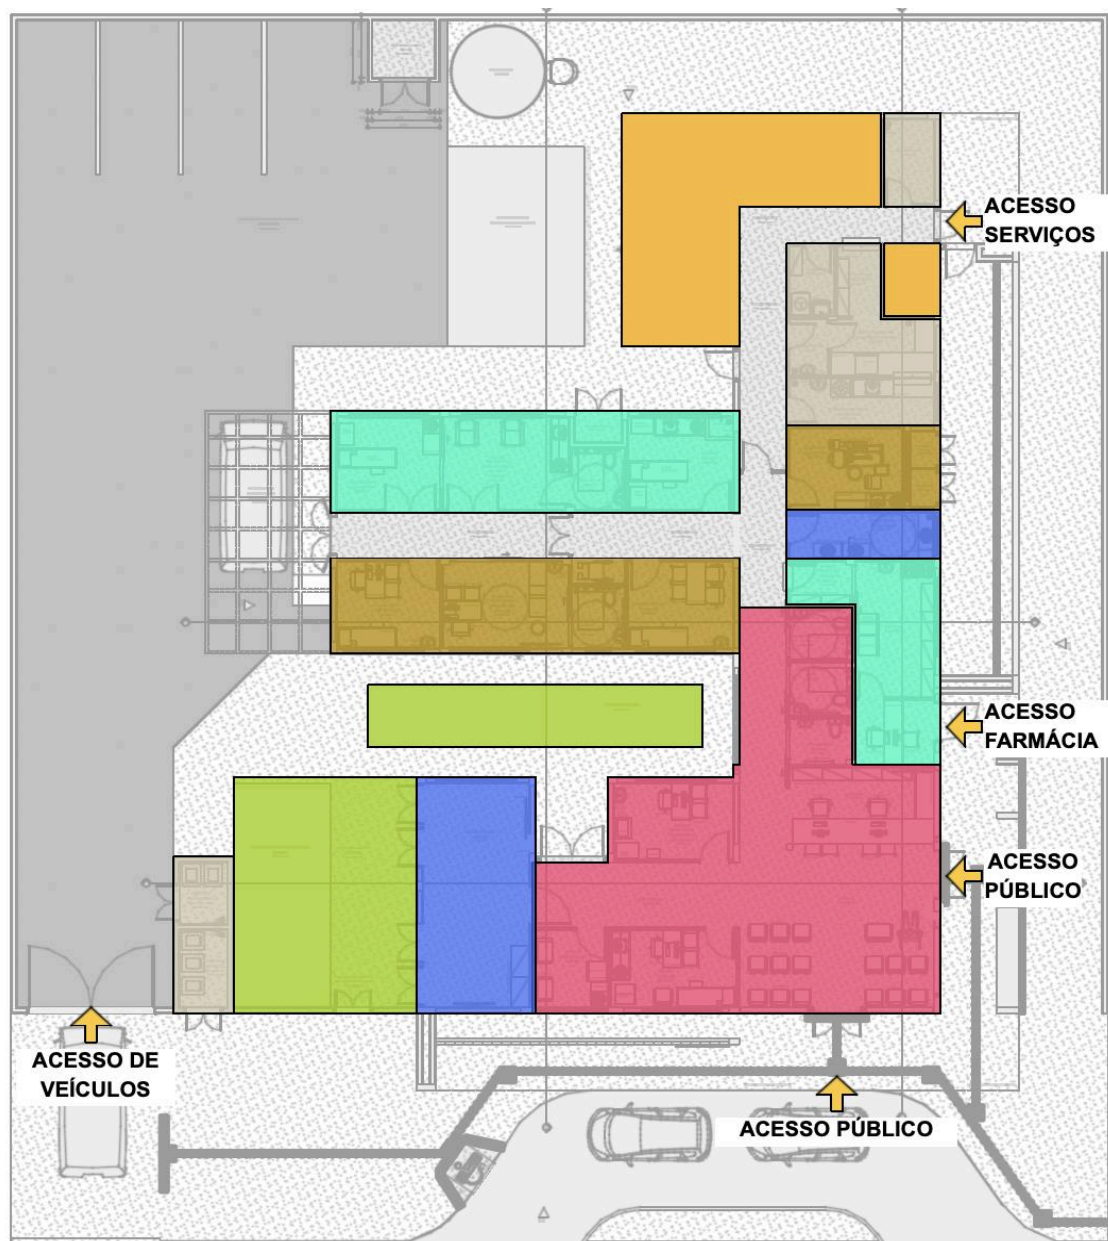 ACESSO
SERVIÇOS
ACESSO
FARMÁCIA
ACESSO
PÚBLICO
ACESSO DE
VEÍCULOS
ACESSO PÚBLICO